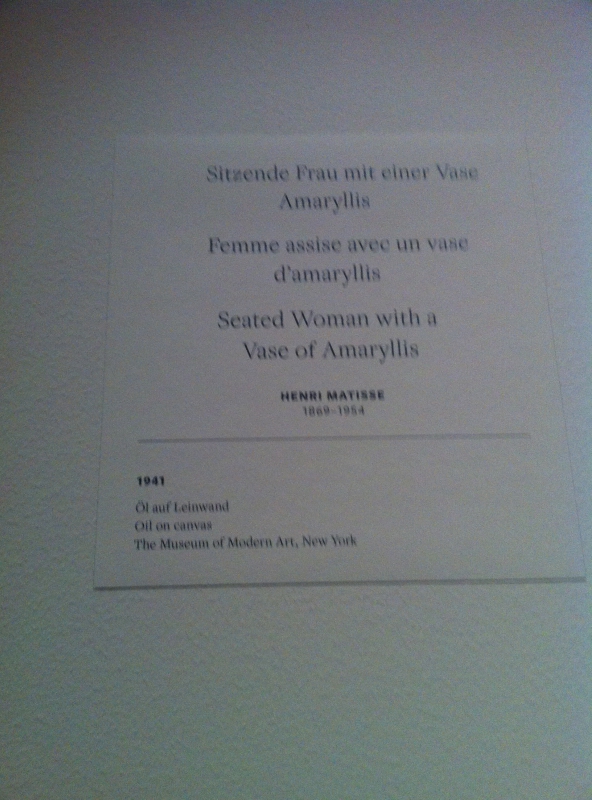 Sitzende Frau mit einer Vase
Amaryllis
Femme assise avec un vase
d'amaryllis
Seated Woman with a
Vase of Amaryllis
HENRI MATISSE
1869–1954
1941
Öl auf Leinwand
Oil on canvas
The Museum of Modern Art, New York